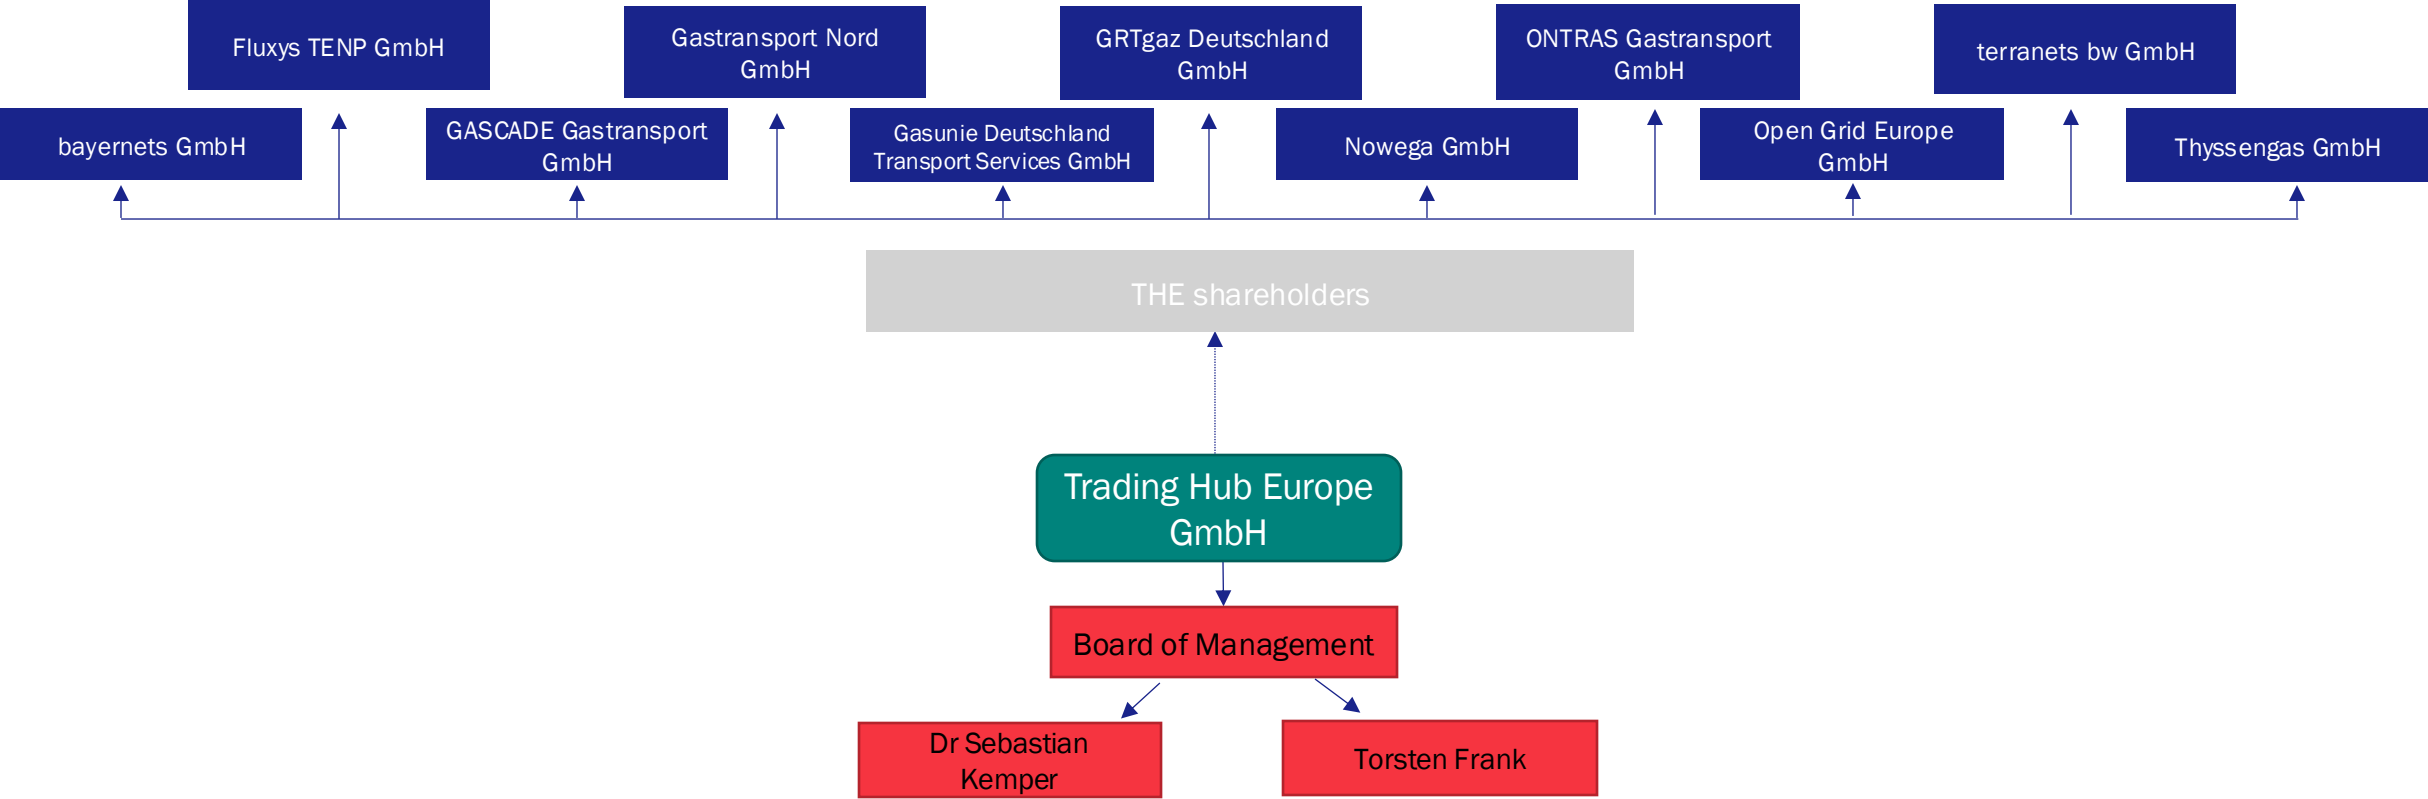 Fluxys TENP GmbH
Gastransport Nord
GmbH
GRTgaz Deutschland
GmbH
ONTRAS Gastransport
GmbH
terranets bw GmbH
bayernets GmbH
GASCADE Gastransport
GmbH
Gasunie Deutschland
Transport Services GmbH
Nowega GmbH
Open Grid Europe
GmbH
Thyssengas GmbH
THE shareholders
Trading Hub Europe
GmbH
Board of Management
Dr Sebastian
Kemper
Torsten Frank